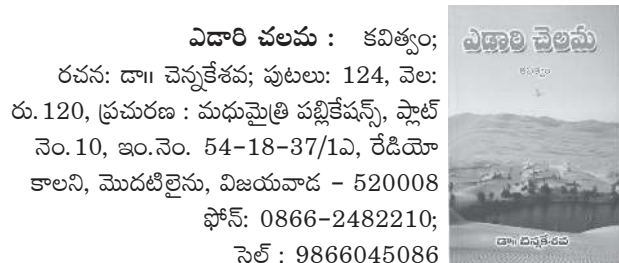 ఎడారి చలమ : కవిత్వం;
రచన: డా॥ చెన్నకేశవ; పుటలు: 124, వెల:
రు.120, ప్రచురణ : మధుమైత్రి పబ్లికేషన్స్, ప్లాట్
నెం.10, ఇం.నెం. 54-18-37/1ఎ, రేడియో
కాలని, మొదటిలైను, విజయవాడ - 520008
ఫోన్: 0866-2482210;
సెల్ : 9866045086
ఎడారి చెలమ
కవిత్వం
డా॥ చెన్నకేశవ